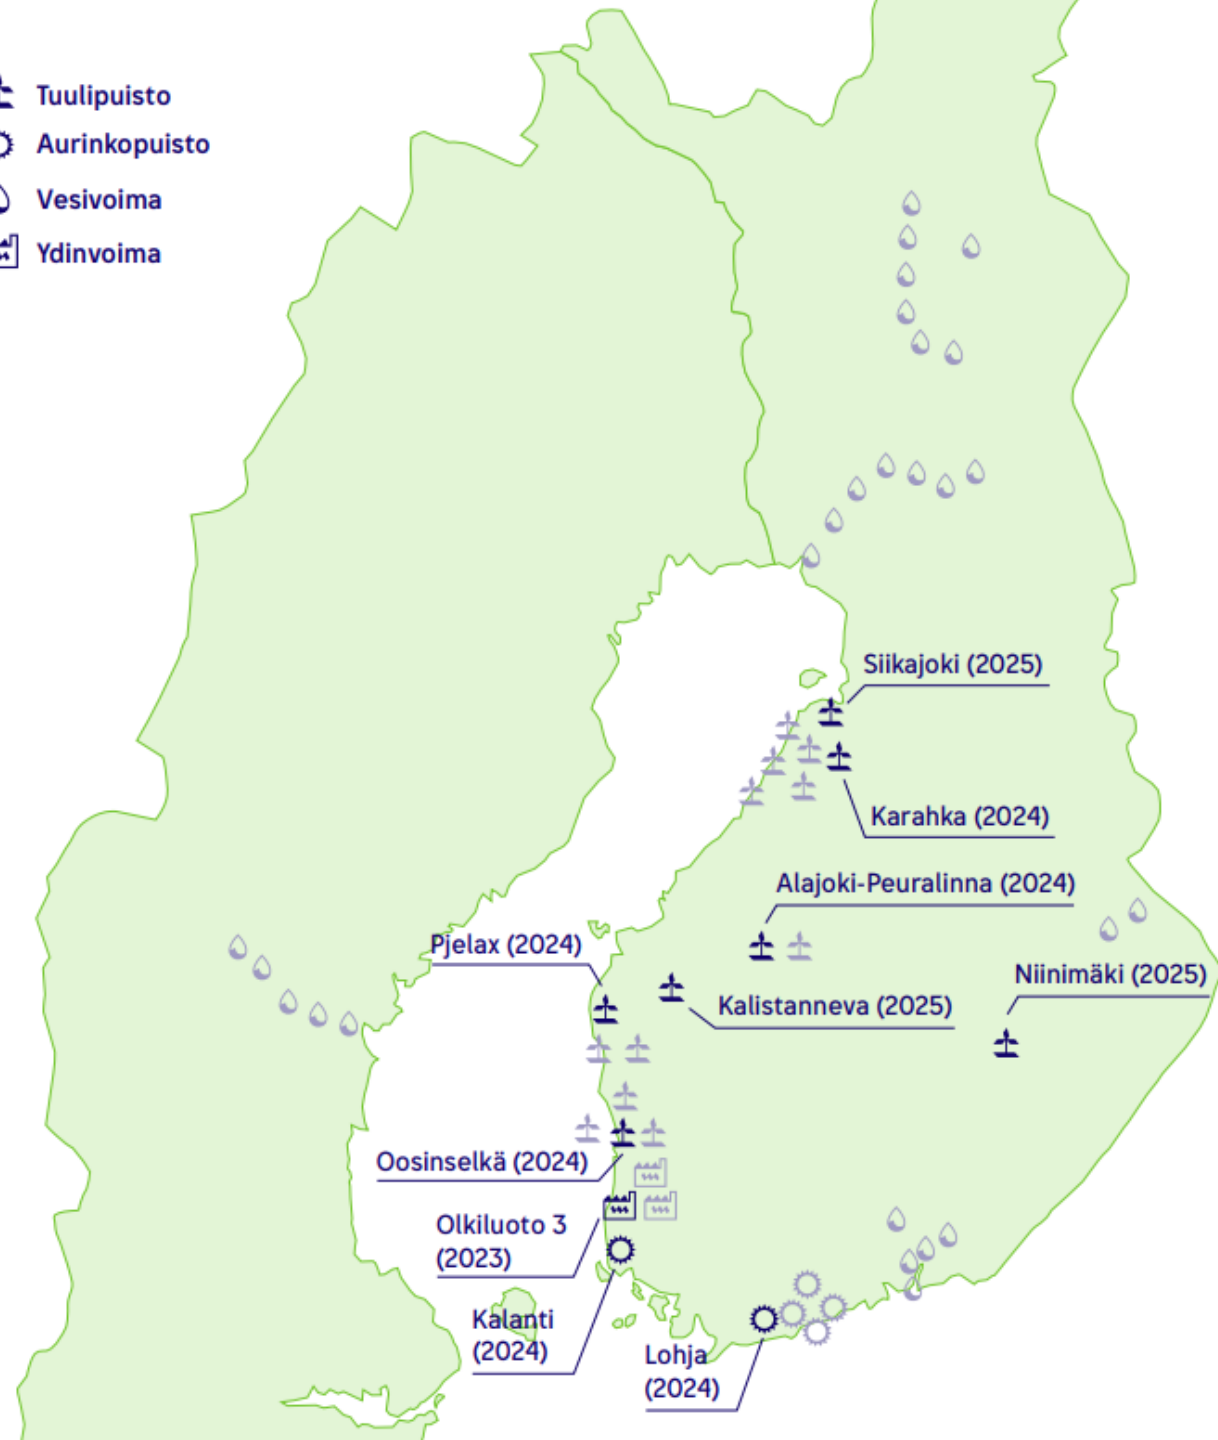 Tuulipuisto
Aurinkopuisto
Vesivoima
Ydinvoima
Siikajoki (2025)
Karahka (2024)
Alajoki-Peuralinna (2024)
Pjelax (2024)
Niinimäki (2025)
Kalistanneva (2025)
Oosinselkä (2024)
Olkiluoto 3
(2023)
Kalanti
(2024)
Lohja
(2024)